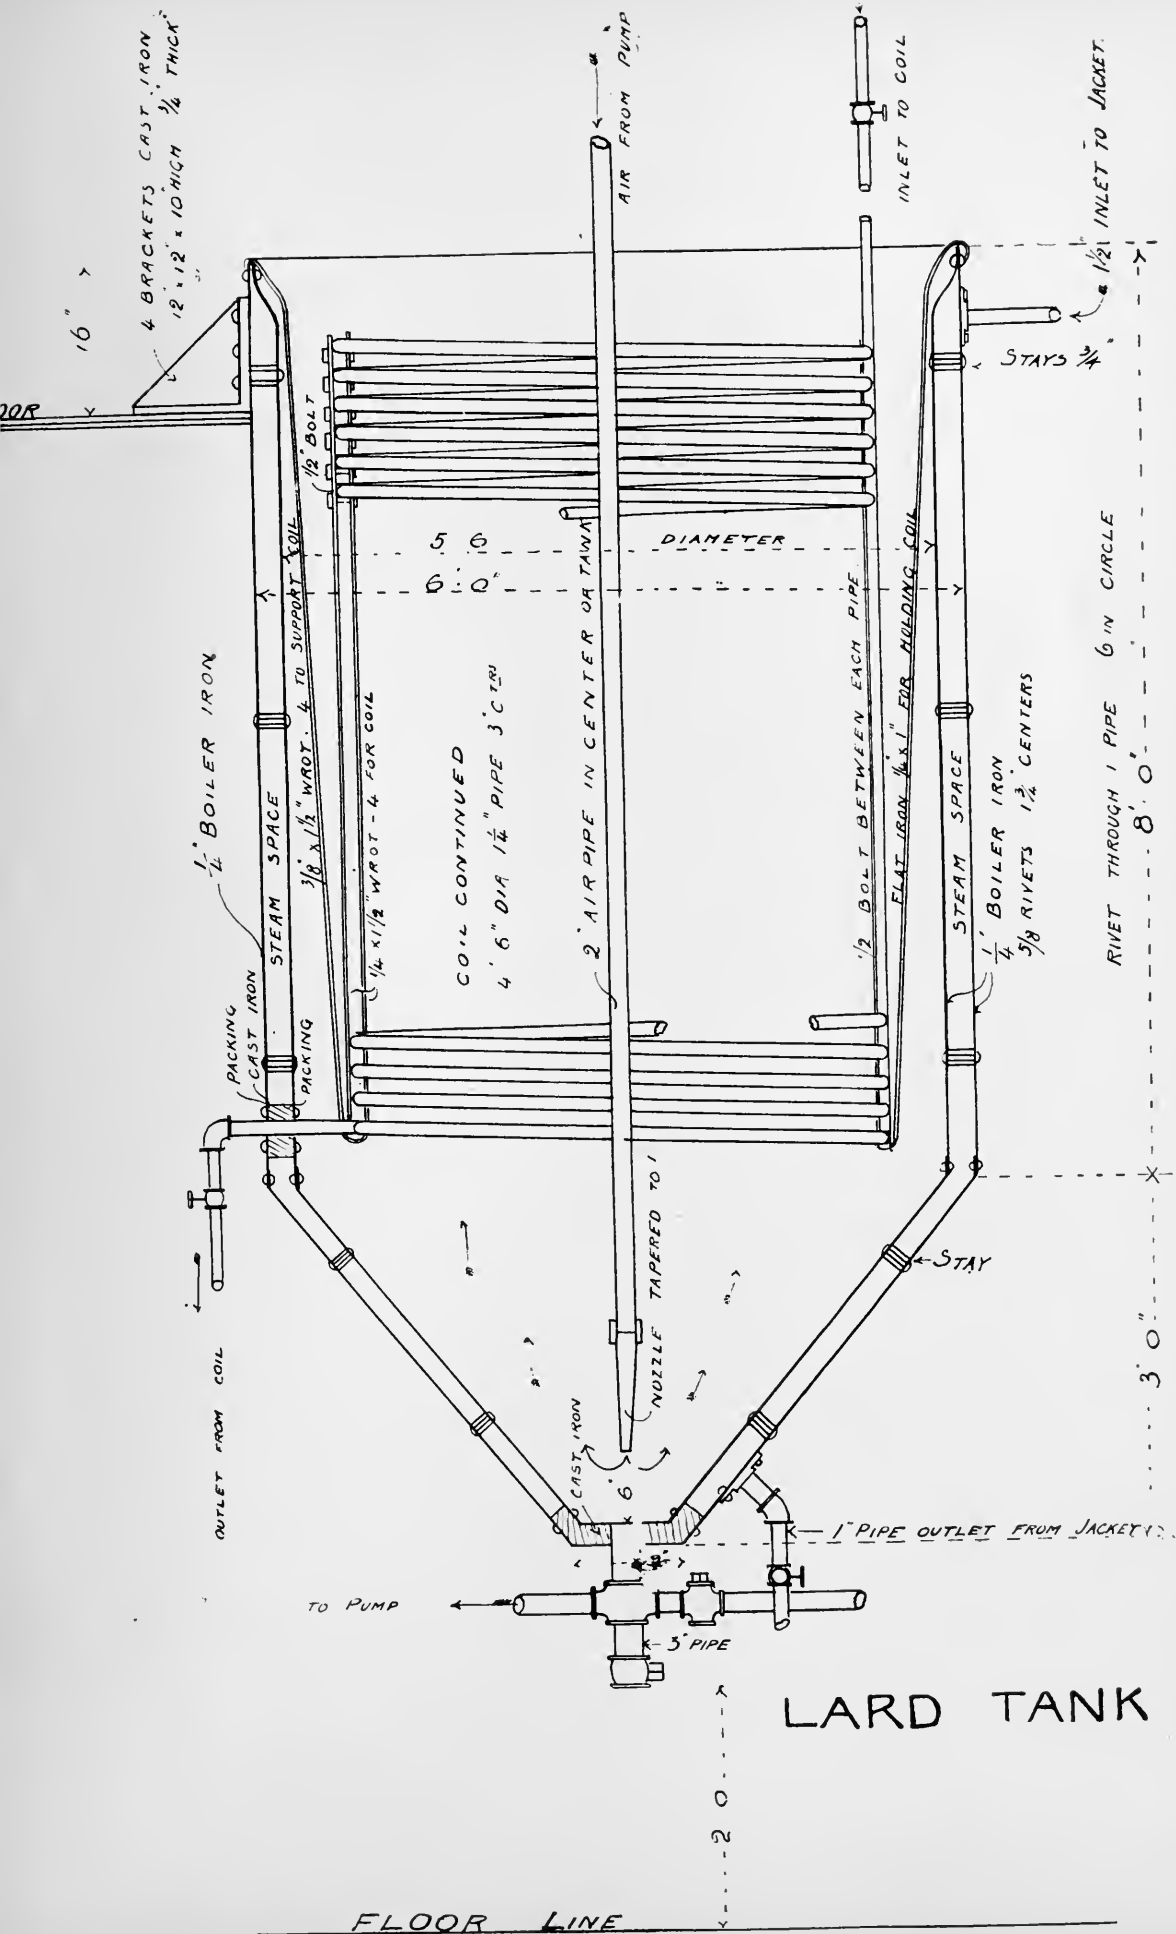 4 BRACKETS CAST IRON
12" x 12" x 10" HIGH 3/4" THICK"
AIR FROM PUMP
INLET TO COIL
1 1/2" INLET TO JACKET.
16"
STAYS 3/4"
1/2" BOLT
5 6 DIAMETER
6'.0"
1/4" BOILER IRON
STEAM SPACE
3/8" x 1 1/2" WROT. 4 TO SUPPORT COIL
1/4 x 1 1/2" WROT - 4 FOR COIL
COIL CONTINUED
4' 6" DIA 1 1/4" PIPE 3" CTRS
2" AIR PIPE IN CENTER OR TANK
1/2 BOLT BETWEEN EACH PIPE
FLAT IRON 1/4 x 1" FOR HOLDING COIL
STEAM SPACE
1/4" BOILER IRON
5/8 RIVETS 1 3/4" CENTERS
RIVET THROUGH 1 PIPE 6 IN CIRCLE
8'. 0"
PACKING
CAST IRON
PACKING
OUTLET FROM COIL
NOZZLE TAPERED TO 1
STAY
CAST IRON
6"
3' 0"
1" PIPE OUTLET FROM JACKET
TO PUMP
3" PIPE
LARD TANK
2 0
FLOOR LINE